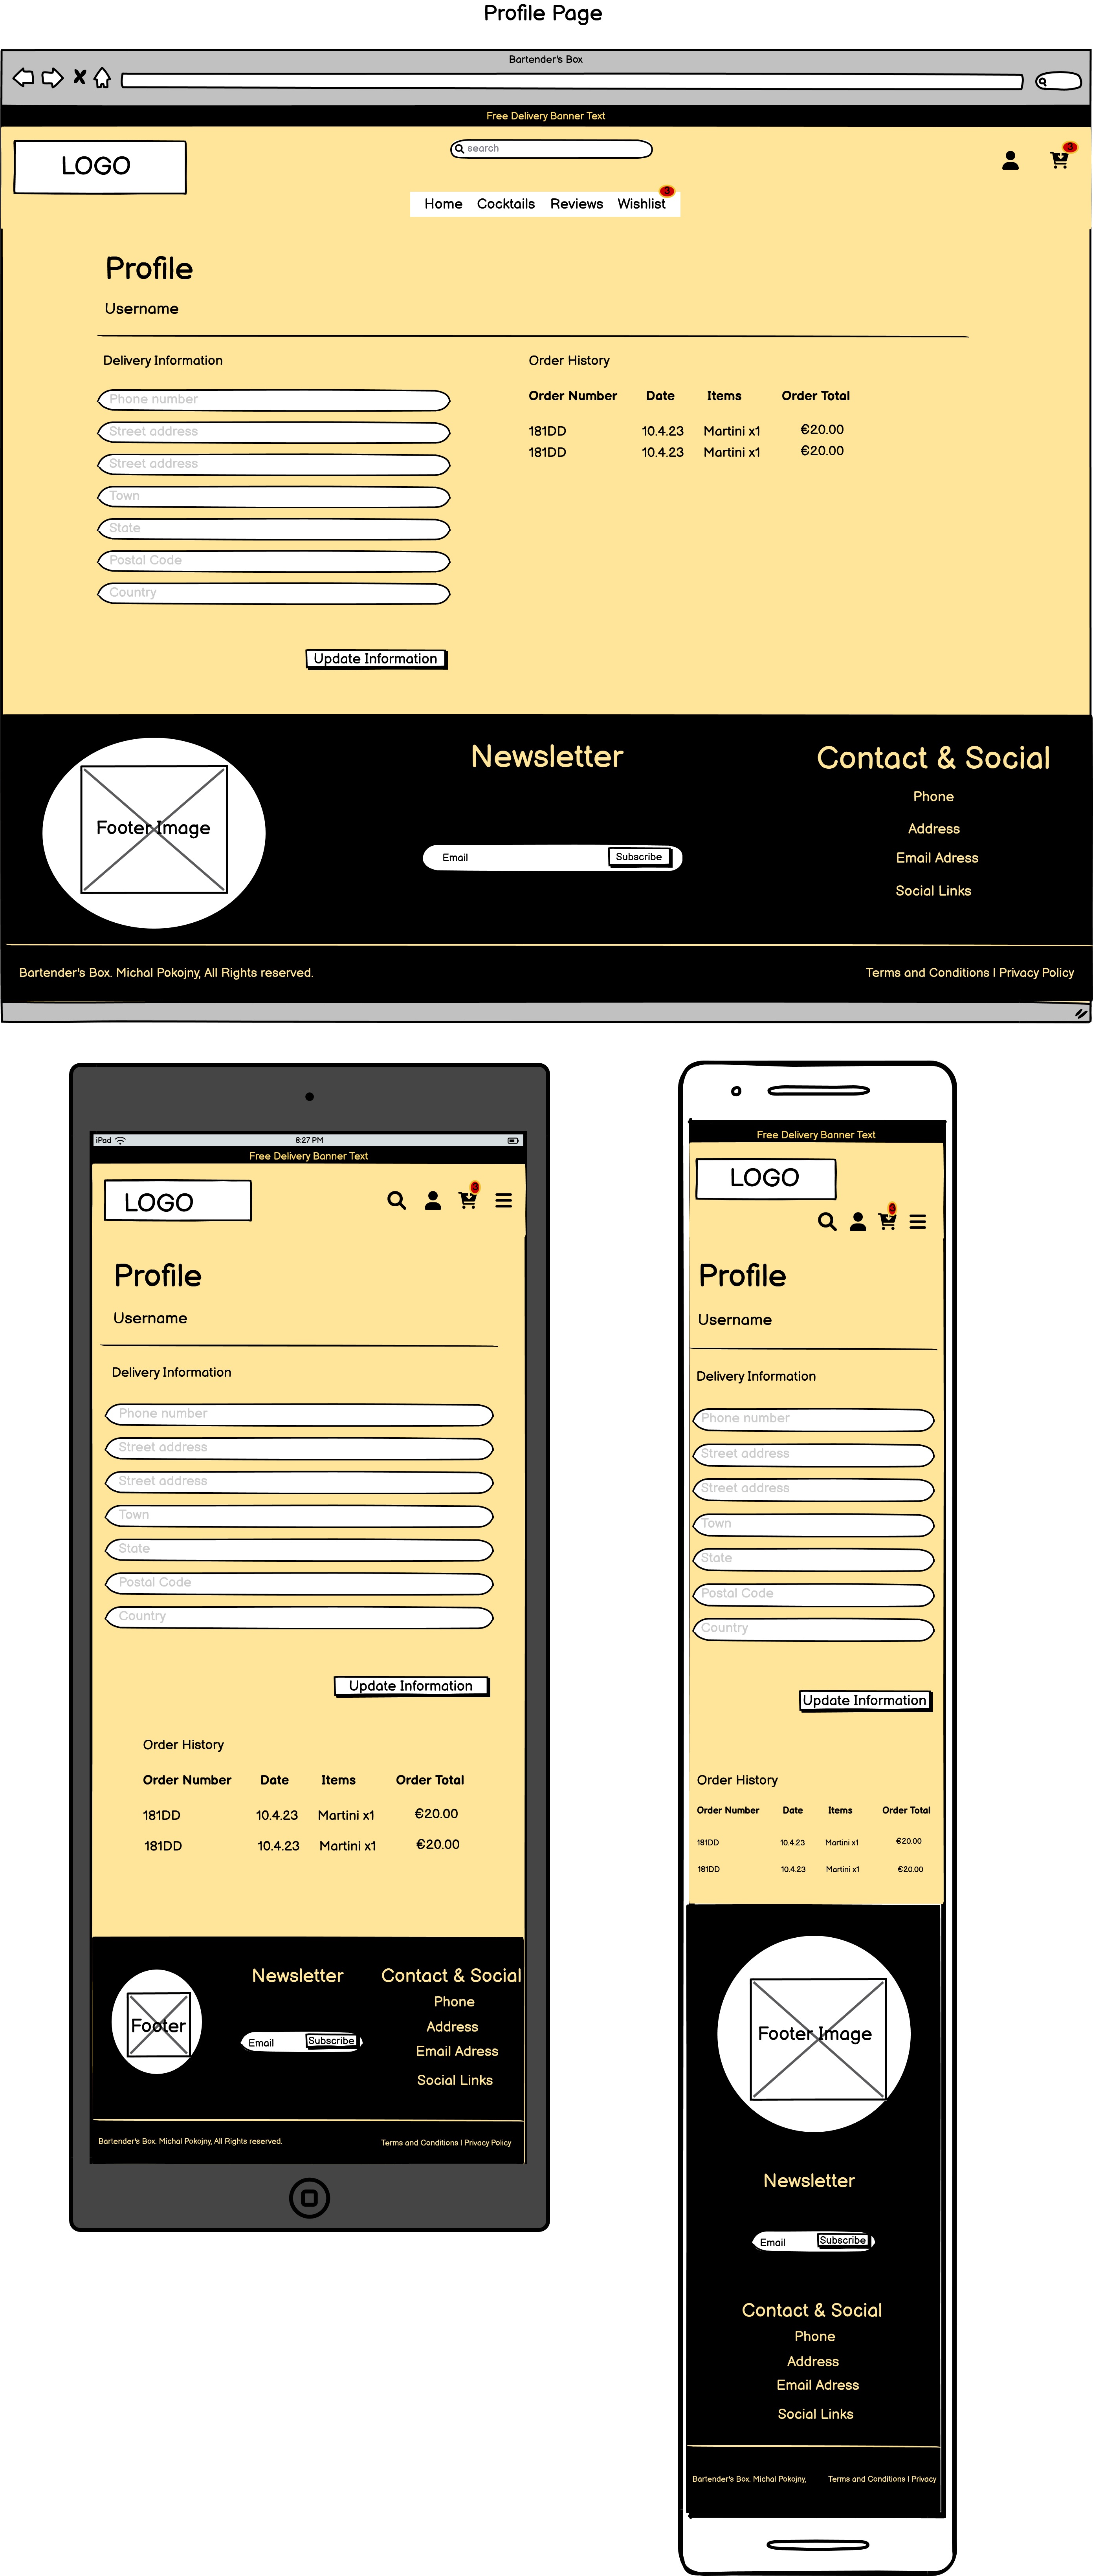 Profile Page
Bartender's Box
Free Delivery Banner Text
LOGO
search
3
3
Home Cocktails Reviews Wishlist
Profile
Username
Delivery Information
Phone number
Street address
Street address
Town
State
Postal Code
Country
Update Information
Order History
Order Number Date Items Order Total
181DD 10.4.23 Martini x1 €20.00
181DD 10.4.23 Martini x1 €20.00
Footer Image
Newsletter
Email Subscribe
Contact & Social
Phone
Address
Email Adress
Social Links
Bartender's Box. Michal Pokojny, All Rights reserved.
Terms and Conditions | Privacy Policy
iPad 8:27 PM
Free Delivery Banner Text
LOGO
3
Profile
Username
Delivery Information
Phone number
Street address
Street address
Town
State
Postal Code
Country
Update Information
Order History
Order Number Date Items Order Total
181DD 10.4.23 Martini x1 €20.00
181DD 10.4.23 Martini x1 €20.00
Footer
Newsletter
Email Subscribe
Contact & Social
Phone
Address
Email Adress
Social Links
Bartender's Box. Michal Pokojny, All Rights reserved.
Terms and Conditions | Privacy Policy
Free Delivery Banner Text
LOGO
3
Profile
Username
Delivery Information
Phone number
Street address
Street address
Town
State
Postal Code
Country
Update Information
Order History
Order Number Date Items Order Total
181DD 10.4.23 Martini x1 €20.00
181DD 10.4.23 Martini x1 €20.00
Footer Image
Newsletter
Email Subscribe
Contact & Social
Phone
Address
Email Adress
Social Links
Bartender's Box. Michal Pokojny,
Terms and Conditions | Privacy